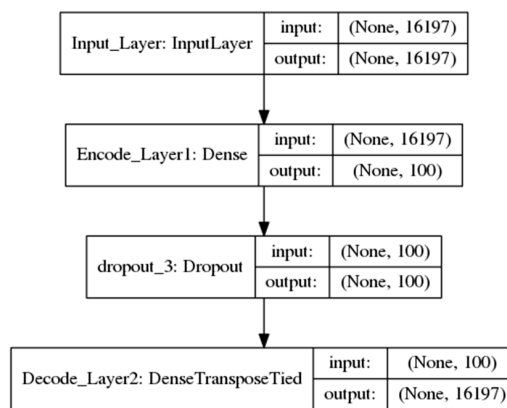 Input_Layer: InputLayer
input: (None, 16197)
output: (None, 16197)
Encode_Layer1: Dense
input: (None, 16197)
output: (None, 100)
dropout_3: Dropout
input: (None, 100)
output: (None, 100)
Decode_Layer2: DenseTransposeTied
input: (None, 100)
output: (None, 16197)